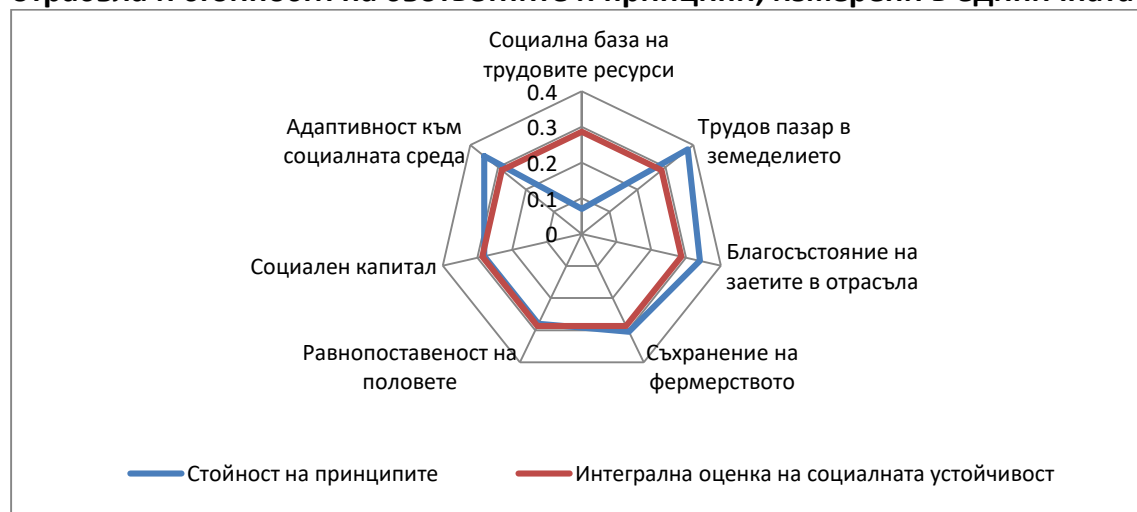 Социална база на
трудовите ресурси
0.4
0.3
0.2
0.1
0
Трудов пазар в
земеделието
Благосъстояние на
заетите в отрасъла
Съхранение на
фермерството
Равнопоставеност на
половете
Социален капитал
Адаптивност към
социалната среда
Стойност на принципите
Интегрална оценка на социалната устойчивост